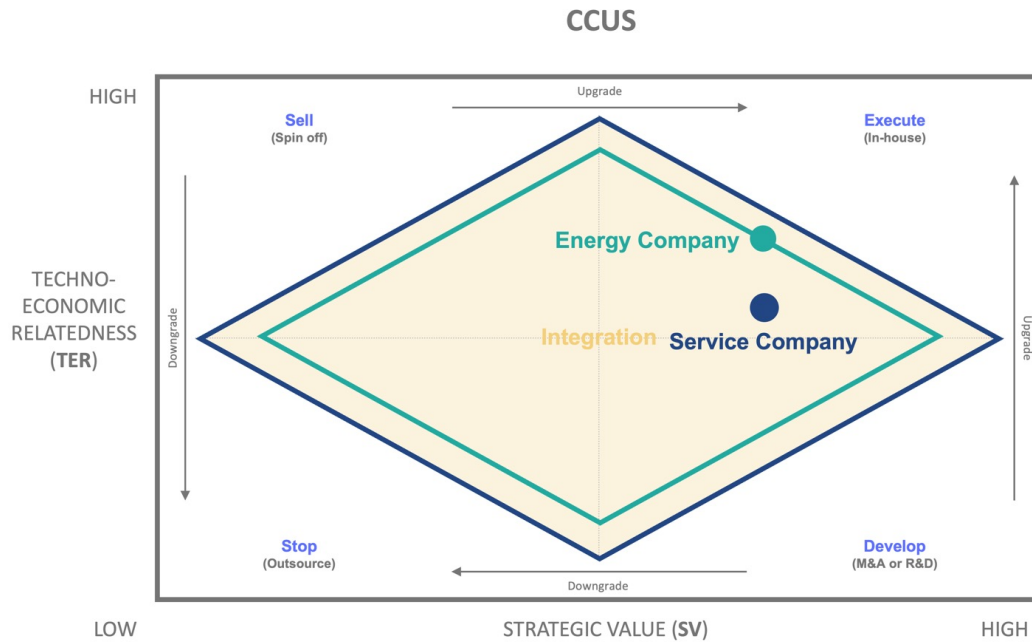 CCUS
HIGH
Upgrade
Sell
(Spin off)
Execute
(In-house)
Energy Company
TECHNO-
ECONOMIC
RELATEDNESS
(TER)
Downgrade
Integration
Service Company
Upgrade
Stop
(Outsource)
Develop
(M&A or R&D)
Downgrade
LOW
STRATEGIC VALUE (SV)
HIGH